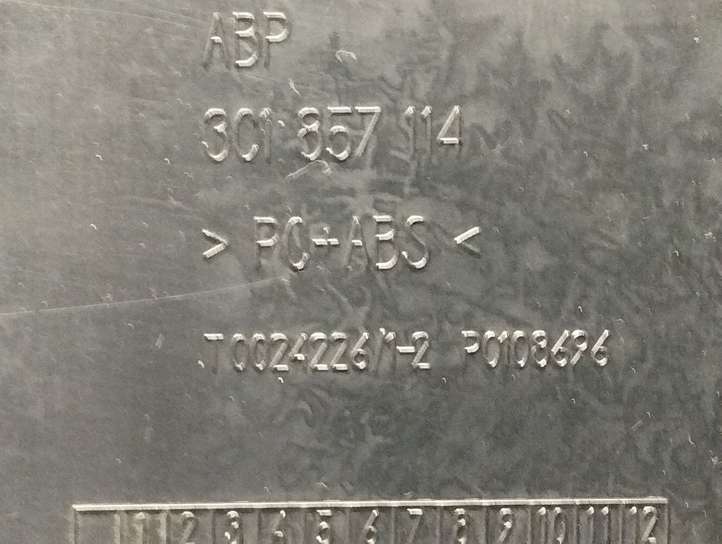 ABP
3C1 857 114
> PC+ABS <
T0024226/1-2 P0108696
1 2 3 4 5 6 7 8 9 10 11 12